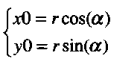 x0 = r cos(α)
y0 = r sin(α)